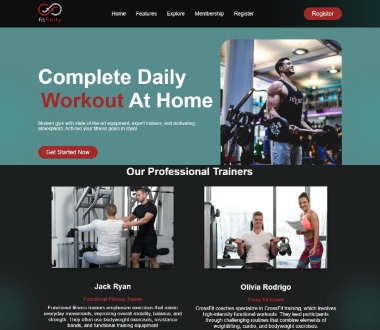 Home Features Explore Membership Register
Register
fitfinity
Complete Daily
Workout At Home
Modern gym with state of the art equipment, expert trainers, and motivating
atmosphere. Achieve your fitness goals in style!
Get Started Now
Our Professional Trainers
Jack Ryan
Functional Fitness Trainer
Functional fitness trainers emphasize exercises that mimic
everyday movements, improving overall mobility, balance, and
strength. They often use bodyweight exercises, resistance
bands, and functional training equipment
Olivia Rodrigo
CrossFit Coach
CrossFit coaches specialize in CrossFit training, which involves
high-intensity functional workouts. They lead participants
through challenging routines that combine elements of
weightlifting, cardio, and bodyweight exercises.